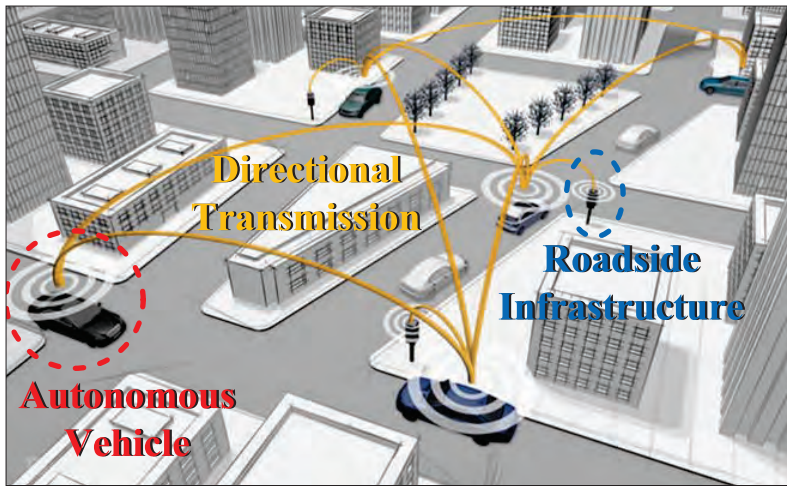 Directional
Transmission
Roadside
Infrastructure
Autonomous
Vehicle